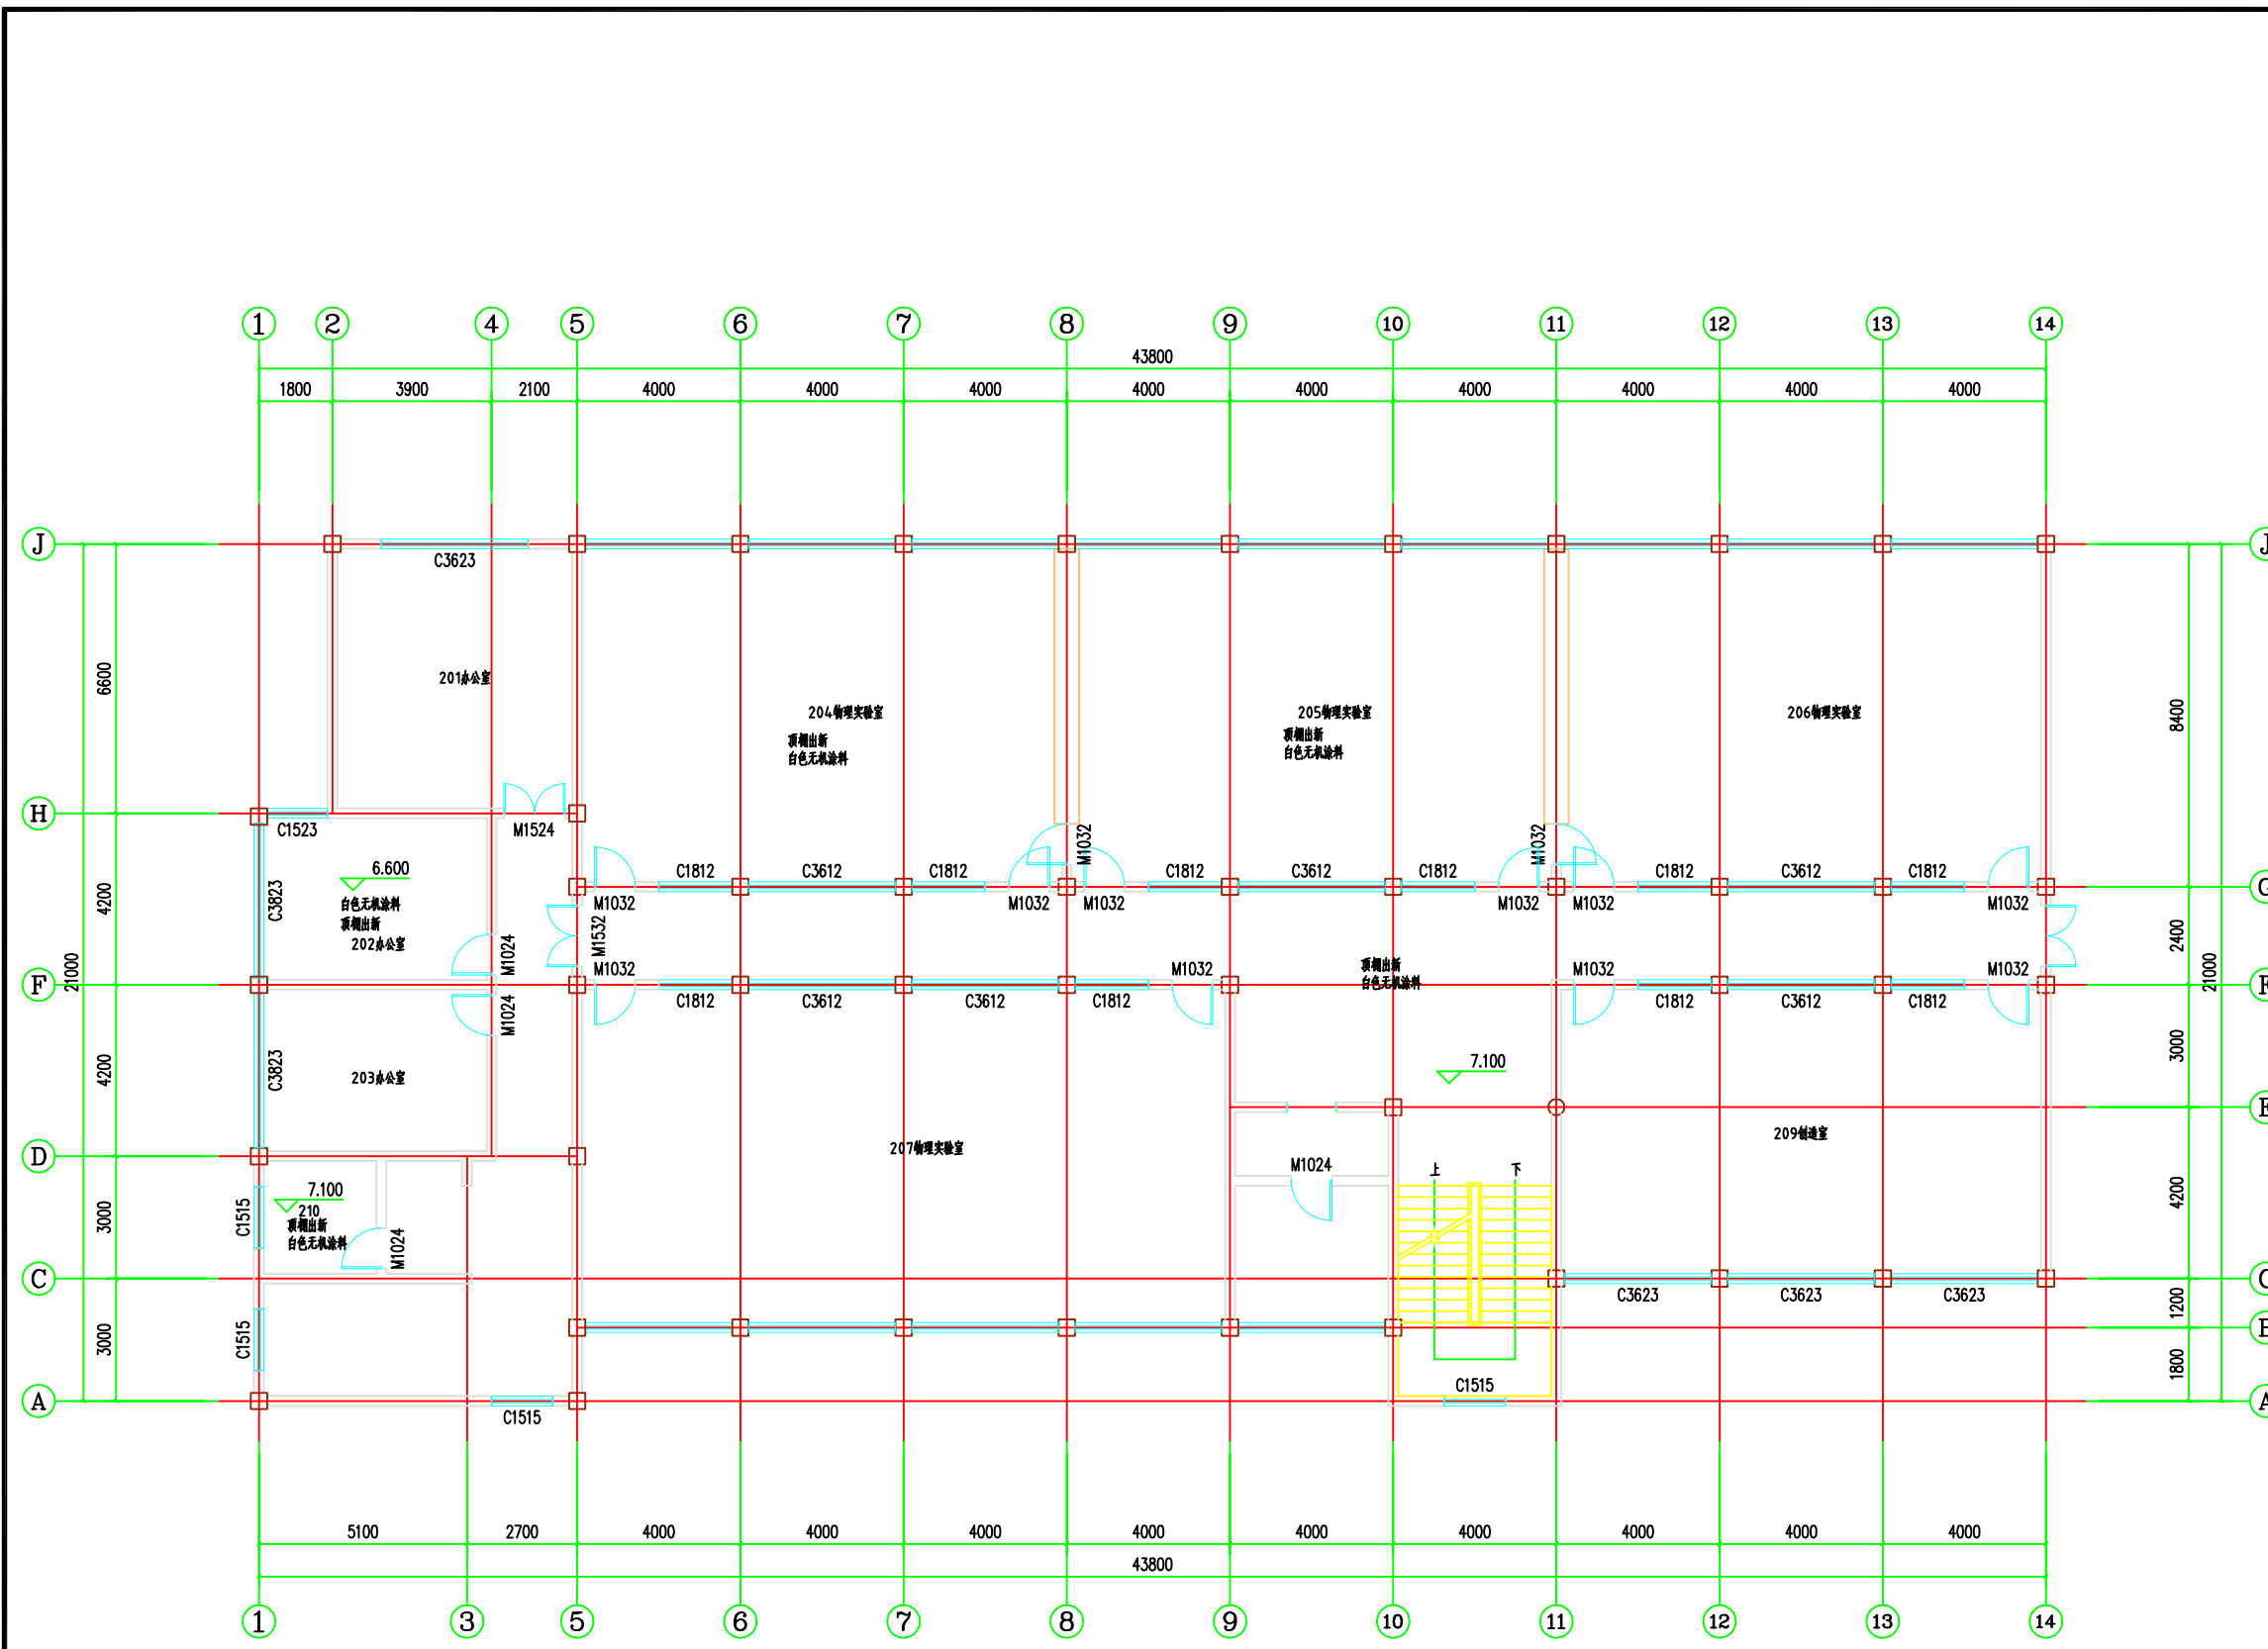 1 2 4 5 6 7 8 9 10 11 12 13 14
43800
1800 3900 2100 4000 4000 4000 4000 4000 4000 4000 4000 4000
J
C3623
6600
201办公室
204物理实验室
顶棚出新
白色无机涂料
205物理实验室
顶棚出新
白色无机涂料
206物理实验室
8400
H
C1523
M1524
M1032
M1032
6.600
白色无机涂料
顶棚出新
202办公室
C3823
4200
M1024
C1812 C3612 C1812 C1812 C3612 C1812 C1812 C3612 C1812
G
M1032 M1032 M1032 M1032 M1032 M1032
M1532
2400
21000
21000
M1032 M1032 M1032 M1032
顶棚出新
白色无机涂料
F
C1812 C3612 C3612 C1812 C1812 C3612 C1812
M1024
C3823
4200
203办公室
7.100
3000
E
207物理实验室
209创造室
D
M1024
上 下
7.100
210
顶棚出新
白色无机涂料
C1515
3000
M1024
4200
C
C3623 C3623 C3623
1200
C1515
3000
1800
C1515
A A
C1515
5100 2700 4000 4000 4000 4000 4000 4000 4000 4000 4000
43800
1 3 5 6 7 8 9 10 11 12 13 14